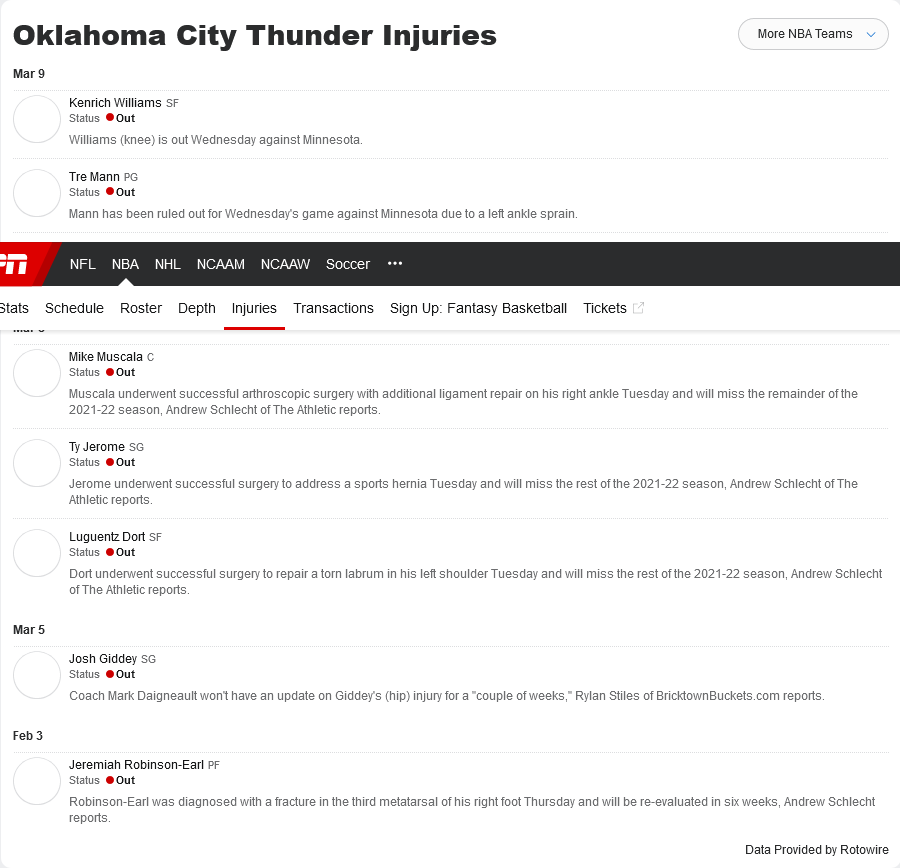 Oklahoma City Thunder Injuries
More NBA Teams
Mar 9
Kenrich Williams SF
Status Out
Williams (knee) is out Wednesday against Minnesota.
Tre Mann PG
Status Out
Mann has been ruled out for Wednesday's game against Minnesota due to a left ankle sprain.
NFL NBA NHL NCAAM NCAAW Soccer •••
Stats Schedule Roster Depth Injuries Transactions Sign Up: Fantasy Basketball Tickets
Mike Muscala C
Status Out
Muscala underwent successful arthroscopic surgery with additional ligament repair on his right ankle Tuesday and will miss the remainder of the
2021-22 season, Andrew Schlecht of The Athletic reports.
Ty Jerome SG
Status Out
Jerome underwent successful surgery to address a sports hernia Tuesday and will miss the rest of the 2021-22 season, Andrew Schlecht of The
Athletic reports.
Luguentz Dort SF
Status Out
Dort underwent successful surgery to repair a torn labrum in his left shoulder Tuesday and will miss the rest of the 2021-22 season, Andrew Schlecht
of The Athletic reports.
Mar 5
Josh Giddey SG
Status Out
Coach Mark Daigneault won't have an update on Giddey's (hip) injury for a "couple of weeks," Rylan Stiles of BricktownBuckets.com reports.
Feb 3
Jeremiah Robinson-Earl PF
Status Out
Robinson-Earl was diagnosed with a fracture in the third metatarsal of his right foot Thursday and will be re-evaluated in six weeks, Andrew Schlecht
reports.
Data Provided by Rotowire